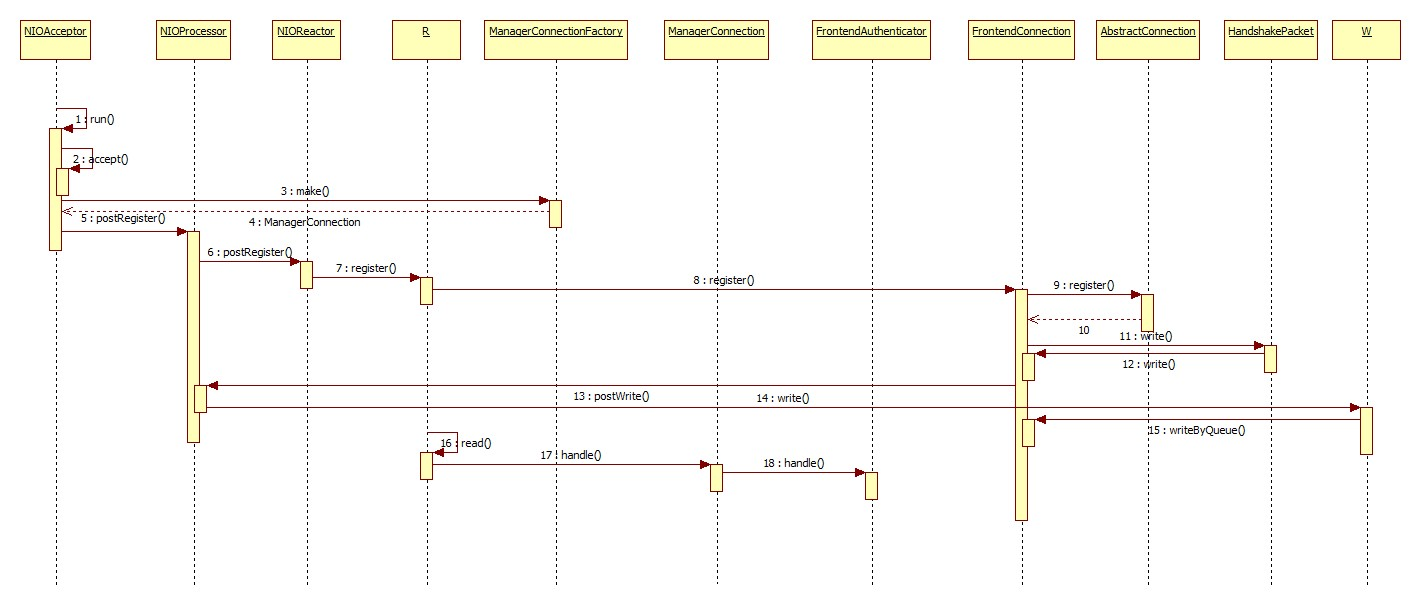 NIOAcceptor
NIOProcessor
NIOReactor
R
ManagerConnectionFactory
ManagerConnection
FrontendAuthenticator
FrontendConnection
AbstractConnection
HandshakePacket
W
1 : run()
2 : accept()
3 : make()
4 : ManagerConnection
5 : postRegister()
6 : postRegister()
7 : register()
8 : register()
9 : register()
10
11 : write()
12 : write()
13 : postWrite()
14 : write()
15 : writeByQueue()
16 : read()
17 : handle()
18 : handle()